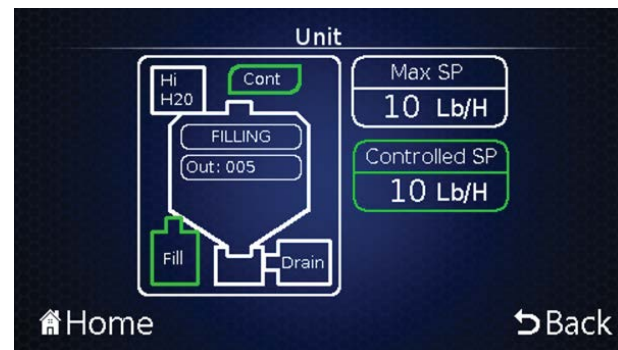 Unit
Hi
H20
Cont
FILLING
Out: 005
Fill
Drain
Max SP
10 Lb/H
Controlled SP
10 Lb/H
Home
Back